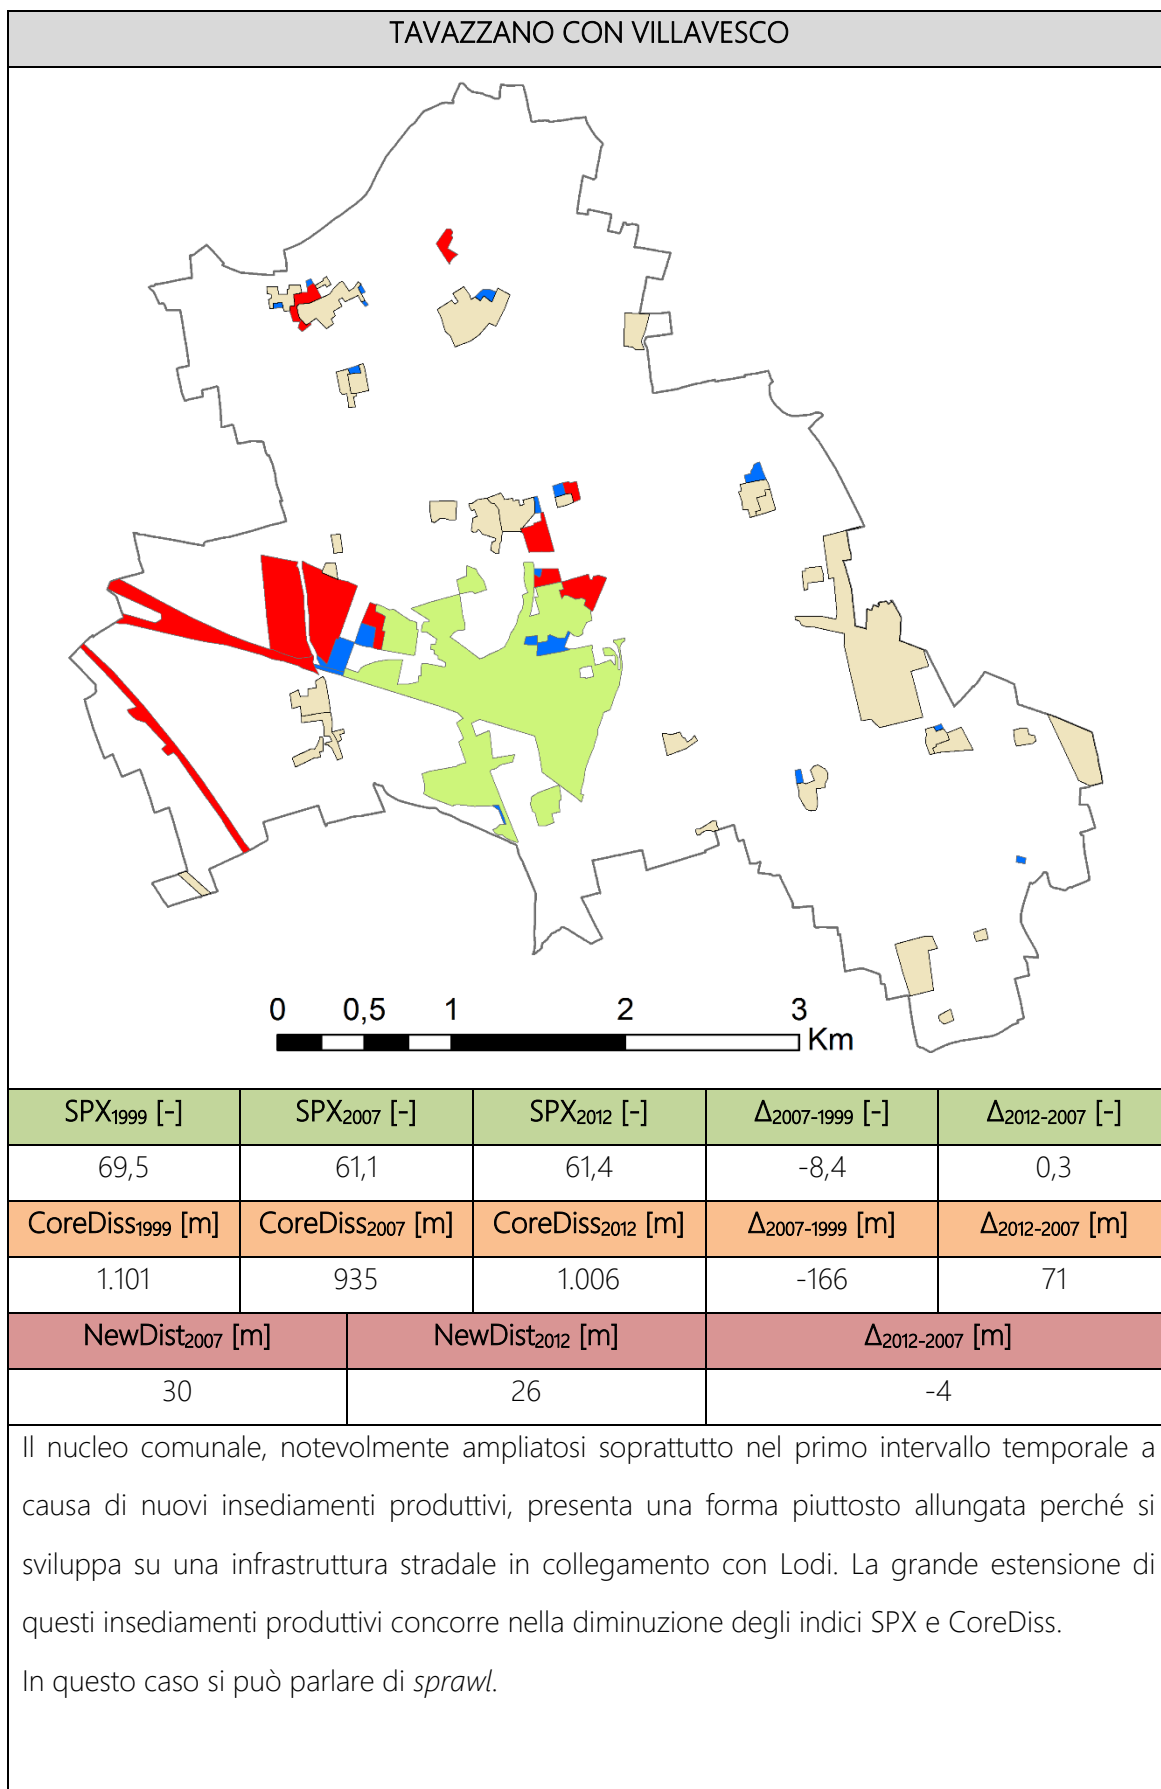 TAVAZZANO CON VILLAVESCO
0 0,5 1 2 3
Km
SPX1999 [-] SPX2007 [-] SPX2012 [-] Δ2007-1999 [-] Δ2012-2007 [-]
69,5 61,1 61,4 -8,4 0,3
CoreDiss1999 [m] CoreDiss2007 [m] CoreDiss2012 [m] Δ2007-1999 [m] Δ2012-2007 [m]
1.101 935 1.006 -166 71
NewDist2007 [m] NewDist2012 [m] Δ2012-2007 [m]
30 26 -4
Il nucleo comunale, notevolmente ampliatosi soprattutto nel primo intervallo temporale a
causa di nuovi insediamenti produttivi, presenta una forma piuttosto allungata perché si
sviluppa su una infrastruttura stradale in collegamento con Lodi. La grande estensione di
questi insediamenti produttivi concorre nella diminuzione degli indici SPX e CoreDiss.
In questo caso si può parlare di sprawl.